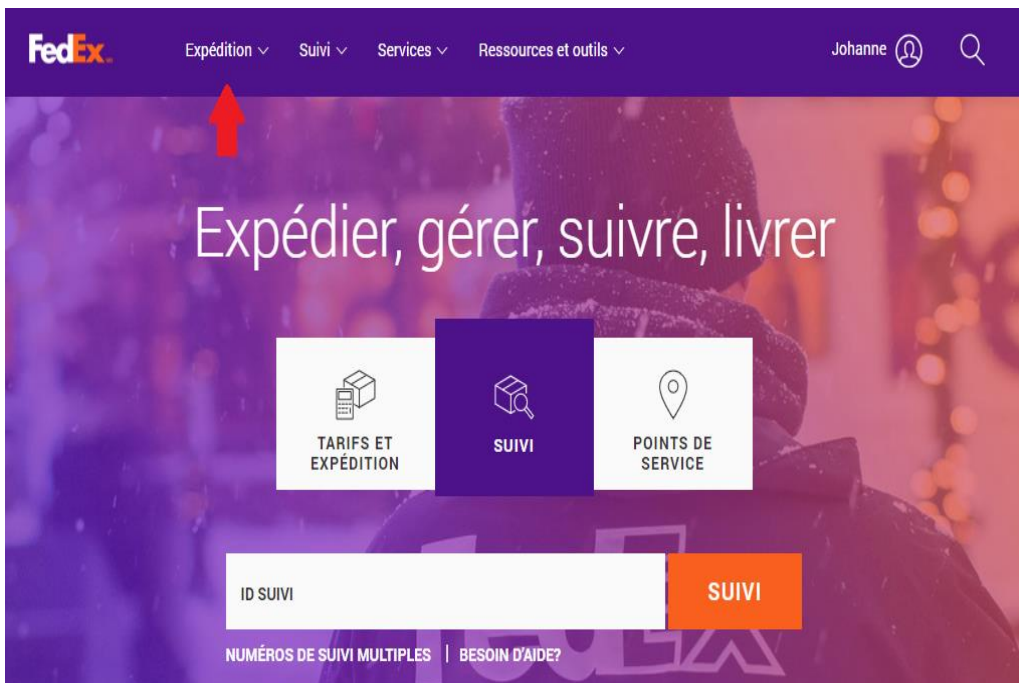 FedEx. Expédition Suivi Services Ressources et outils Johanne
Expédier, gérer, suivre, livrer
TARIFS ET
EXPÉDITION
SUIVI
POINTS DE
SERVICE
ID SUIVI
SUIVI
NUMÉROS DE SUIVI MULTIPLES | BESOIN D'AIDE?
FedEx